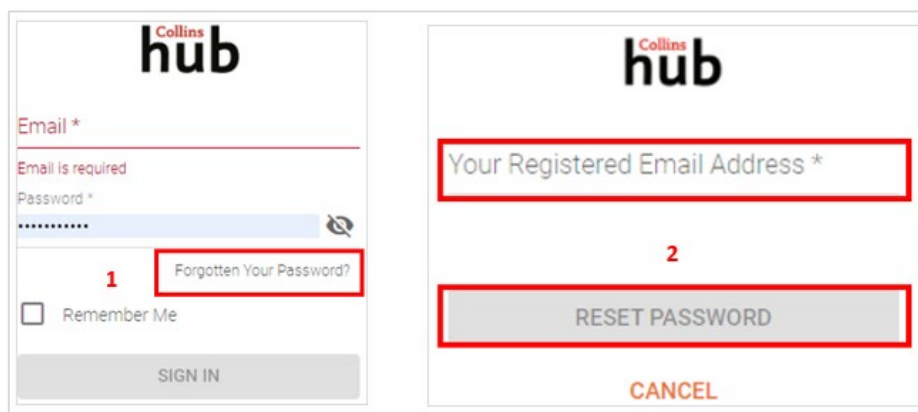 Collins
hub
Email *
Email is required
Password *
•••••••••••
Forgotten Your Password?
1
Remember Me
SIGN IN
Collins
hub
Your Registered Email Address *
2
RESET PASSWORD
CANCEL